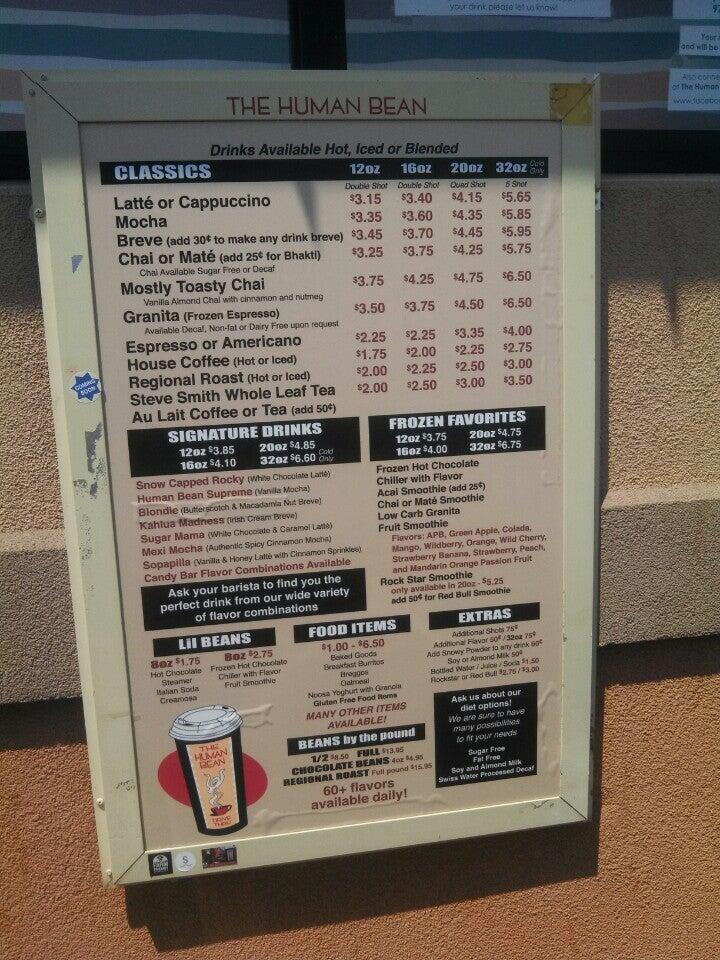 your drink please let us know!
Your
and will be
Also conne
at The Human
www.facebo
THE HUMAN BEAN
Drinks Available Hot, Iced or Blended
CLASSICS 12oz 16oz 20oz 32oz Cold Only
Double Shot Double Shot Quad Shot 5 Shot
Latté or Cappuccino $3.15 $3.40 $4.15 $5.65
Mocha $3.35 $3.60 $4.35 $5.85
Breve (add 30¢ to make any drink breve) $3.45 $3.70 $4.45 $5.95
Chai or Maté (add 25¢ for Bhakti) $3.25 $3.75 $4.25 $5.75
Chai Available Sugar Free or Decaf
Mostly Toasty Chai $3.75 $4.25 $4.75 $6.50
Vanilla Almond Chai with cinnamon and nutmeg
Granita (Frozen Espresso) $3.50 $3.75 $4.50 $6.50
Available Decaf, Non-fat or Dairy Free upon request
Espresso or Americano $2.25 $2.25 $3.35 $4.00
House Coffee (Hot or Iced) $1.75 $2.00 $2.25 $2.75
Regional Roast (Hot or Iced) $2.00 $2.25 $2.50 $3.00
Steve Smith Whole Leaf Tea $2.00 $2.50 $3.00 $3.50
Au Lait Coffee or Tea (add 50¢)
SIGNATURE DRINKS
12oz $3.85 20oz $4.85
16oz $4.10 32oz $6.60 Cold Only
Snow Capped Rocky (White Chocolate Latté)
Human Bean Supreme (Vanilla Mocha)
Blondie (Butterscotch & Macadamia Nut Breve)
Kahlua Madness (Irish Cream Breve)
Sugar Mama (White Chocolate & Caramel Latté)
Mexi Mocha (Authentic Spicy Cinnamon Mocha)
Sopapilla (Vanilla & Honey Latté with Cinnamon Sprinkles)
Candy Bar Flavor Combinations Available
Ask your barista to find you the
perfect drink from our wide variety
of flavor combinations
FROZEN FAVORITES
12oz $3.75 20oz $4.75
16oz $4.00 32oz $6.75
Frozen Hot Chocolate
Chiller with Flavor
Acai Smoothie (add 25¢)
Chai or Maté Smoothie
Low Carb Granita
Fruit Smoothie
Flavors: APB, Green Apple, Colada,
Mango, Wildberry, Orange, Wild Cherry,
Strawberry Banana, Strawberry, Peach,
and Mandarin Orange Passion Fruit
Rock Star Smoothie
only available in 20oz - $5.25
add 50¢ for Red Bull Smoothie
Lil BEANS
8oz $1.75 8oz $2.75
Hot Chocolate Frozen Hot Chocolate
Steamer Chiller with Flavor
Italian Soda Fruit Smoothie
Creamosa
FOOD ITEMS
$1.00 - $6.50
Baked Goods
Breakfast Burritos
Bregges
Oatmeal
Noosa Yoghurt with Granola
Gluten Free Food Items
MANY OTHER ITEMS
AVAILABLE!
EXTRAS
Additional Shots 75¢
Additional Flavor 50¢ / 32oz 75¢
Add Snowy Powder to any drink 60¢
Soy or Almond Milk 50¢
Bottled Water / Juice / Soda $1.50
Rockstar or Red Bull $2.75 / $3.00
Ask us about our
diet options!
We are sure to have
many possibilities
to fit your needs
Sugar Free
Fat Free
Soy and Almond Milk
Swiss Water Processed Decaf
BEANS by the pound
1/2 $8.50 FULL $13.95
CHOCOLATE BEANS 4oz $4.95
REGIONAL ROAST Full pound $15.95
60+ flavors
available daily!
COMING
SOON
THE
HUMAN
BEAN
DRIVE
THRU
S